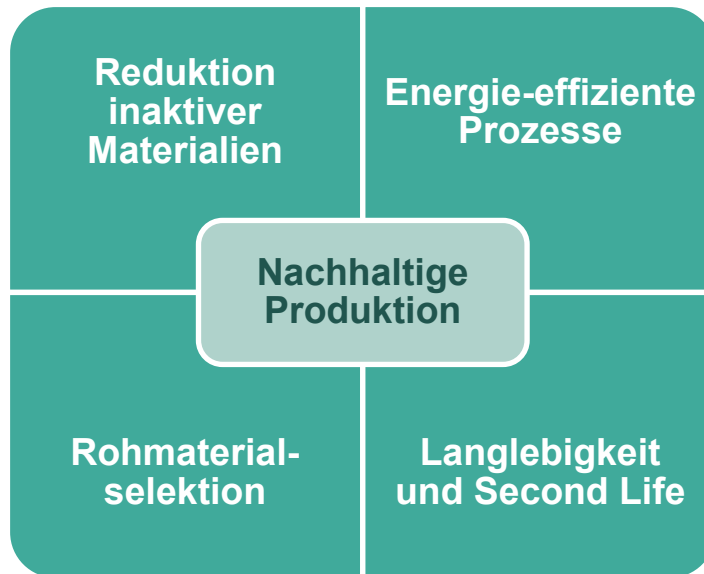 Reduktion
inaktiver
Materialien
Energie-effiziente
Prozesse
Nachhaltige
Produktion
Rohmaterial-
selektion
Langlebigkeit
und Second Life